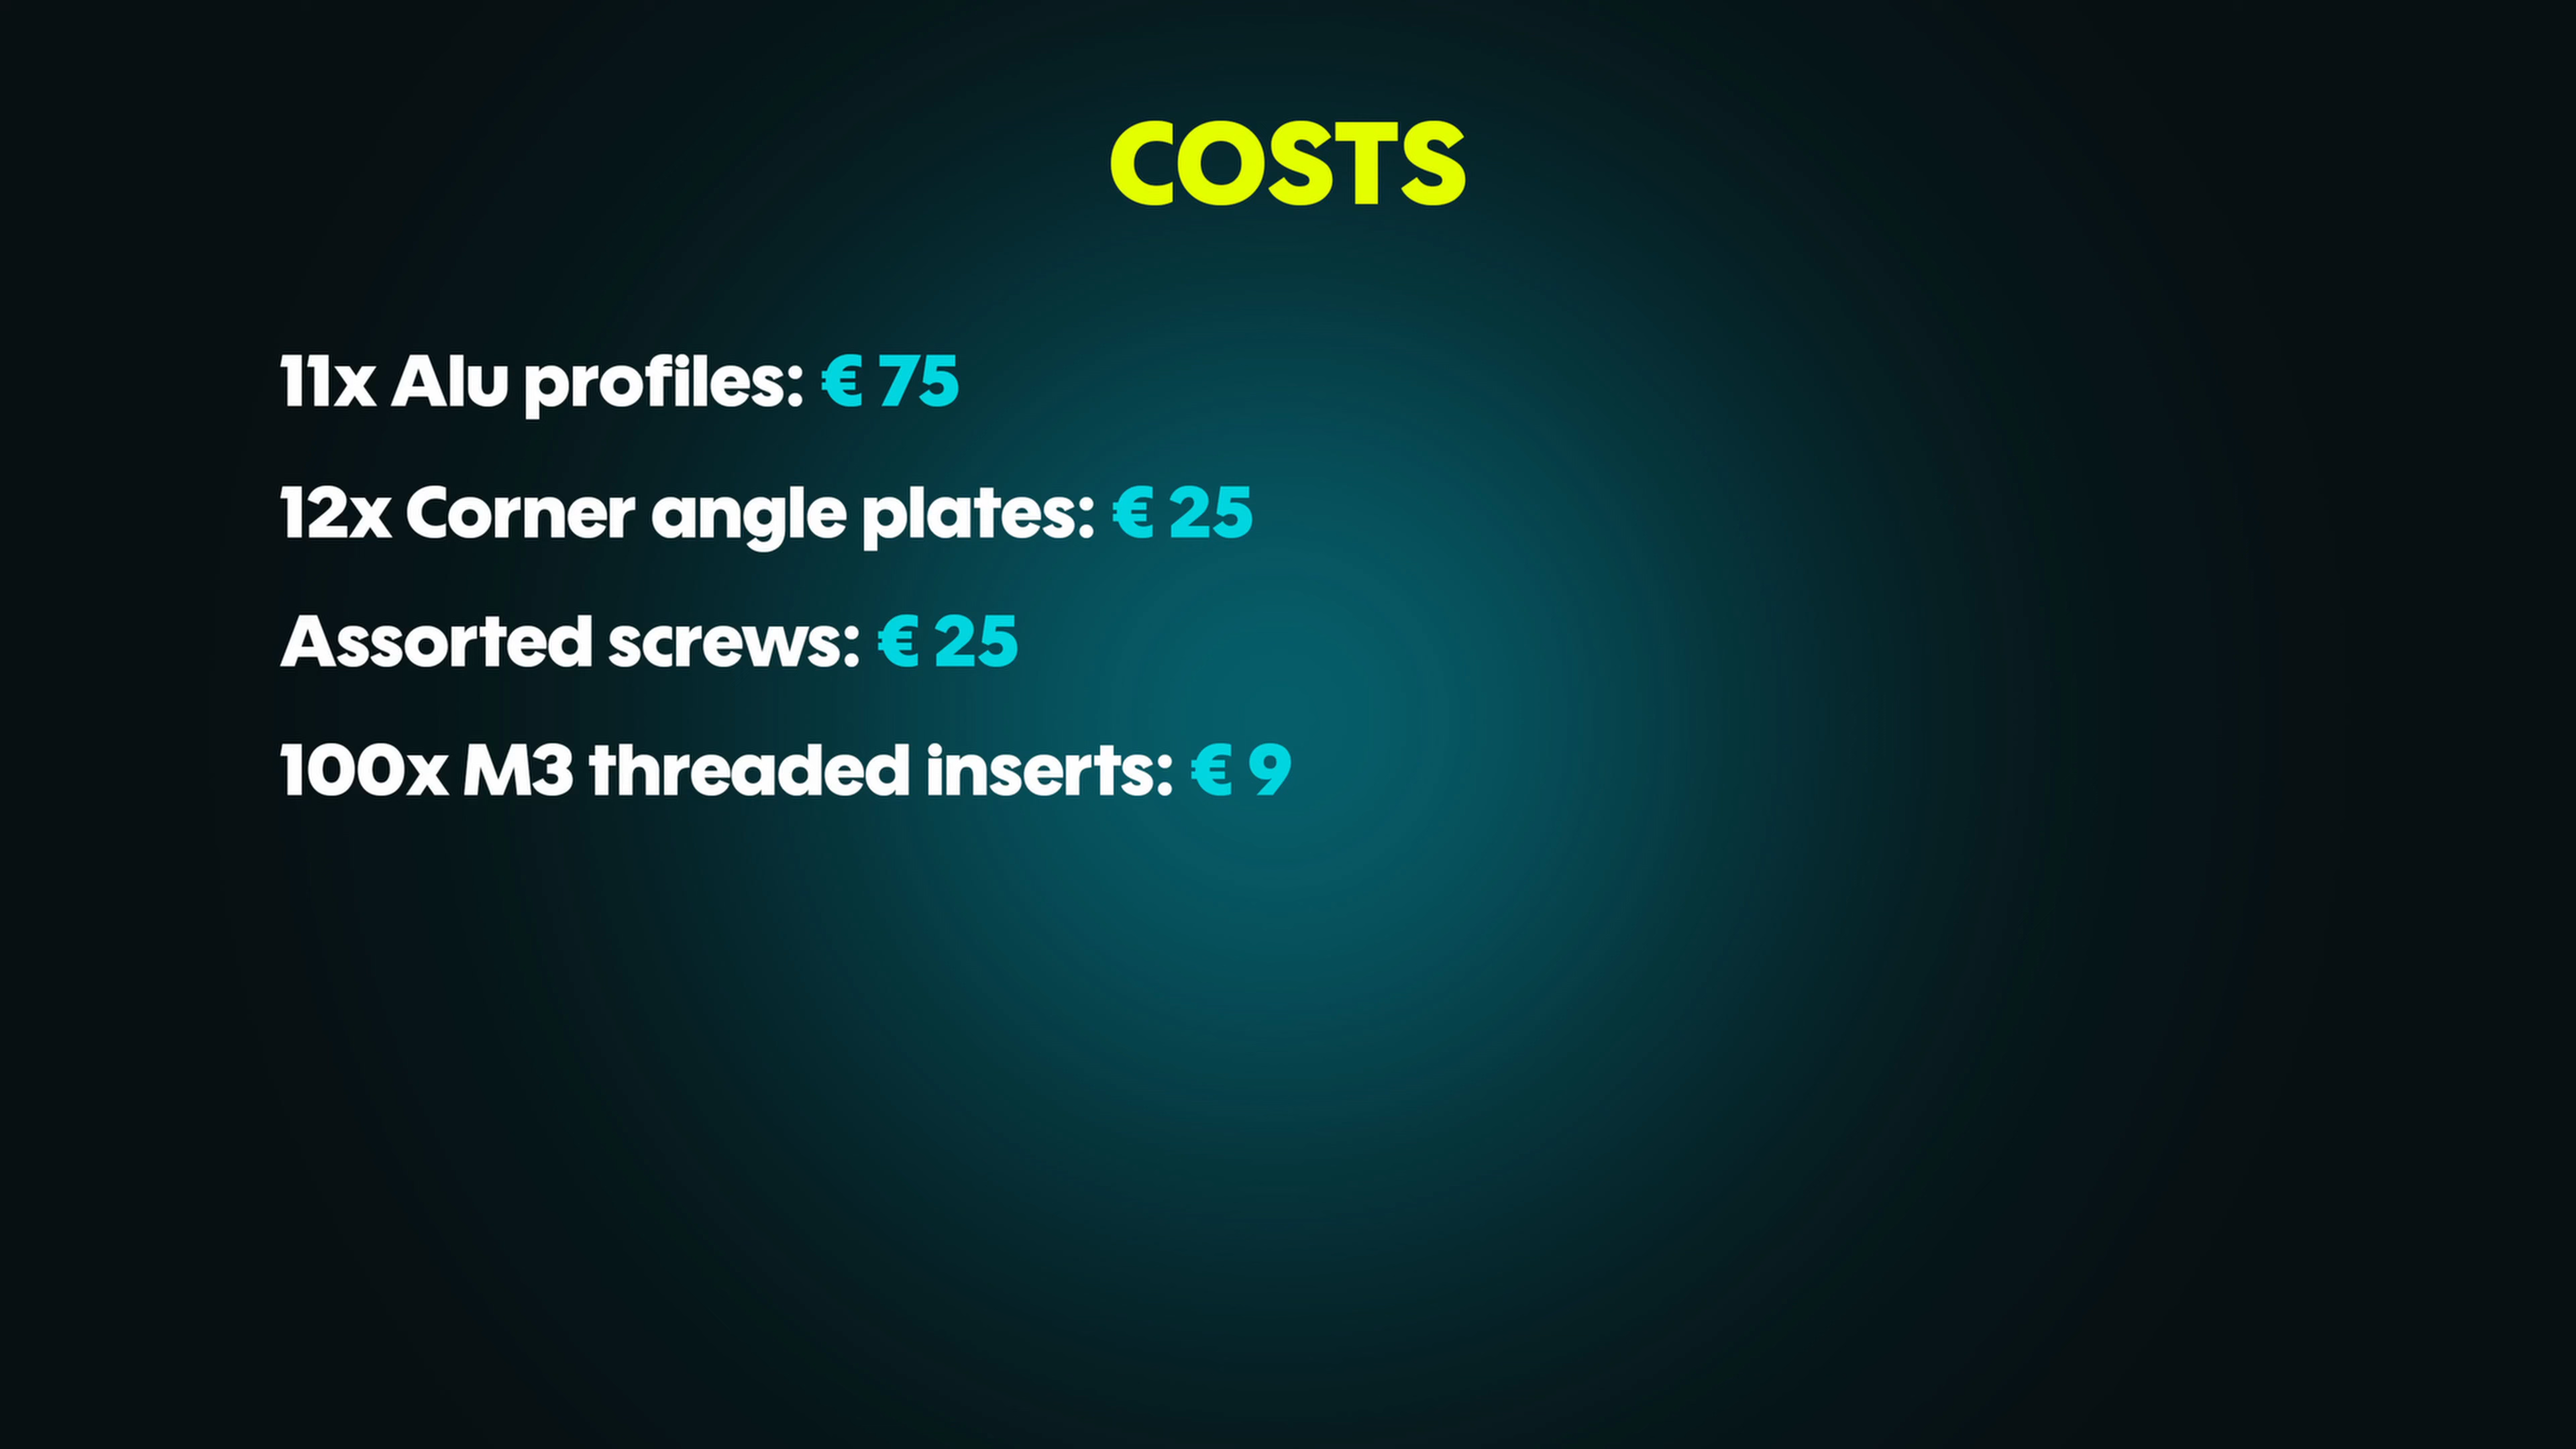 COSTS
11x Alu profiles: € 75
12x Corner angle plates: € 25
Assorted screws: € 25
100x M3 threaded inserts: € 9